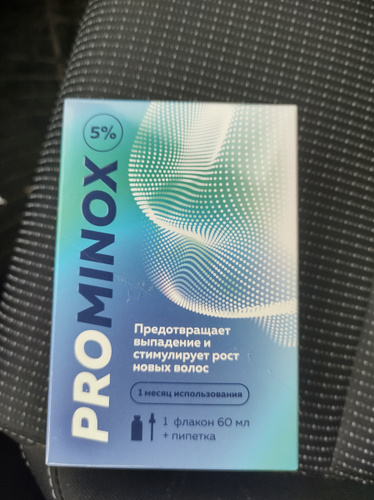 5%
PROMINOX
Предотвращает
выпадение и
стимулирует рост
новых волос
1 месяц использования
1 флакон 60 мл
+ пипетка